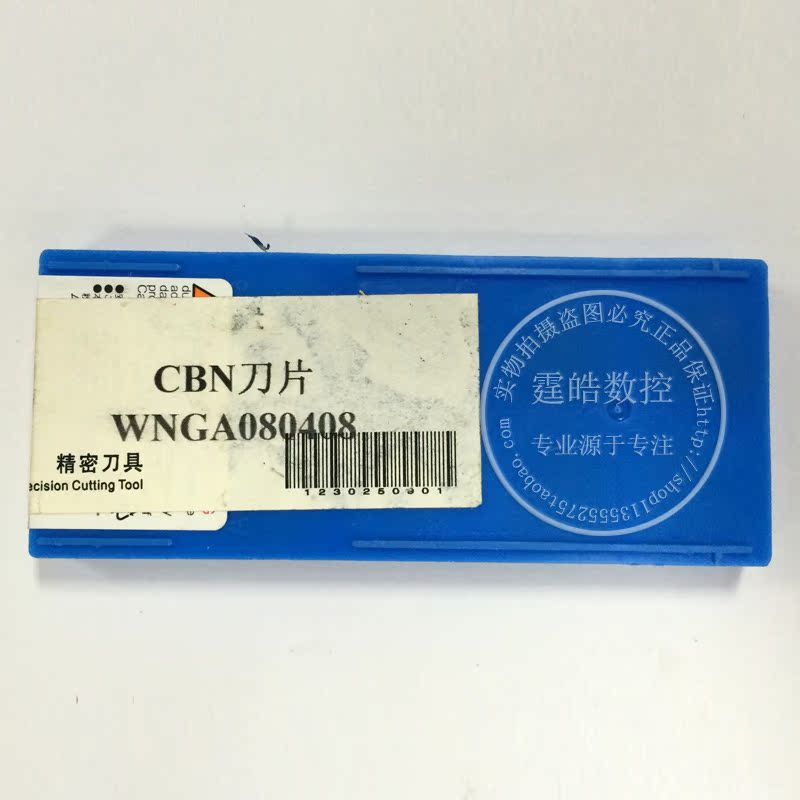 CBN刀片
WNGA080408
精密刀具
ecision Cutting Tool
1230250901
实物拍摄盗图必究正品保证http://shop113555275taobao.com
霆皓数控
专业源于专注